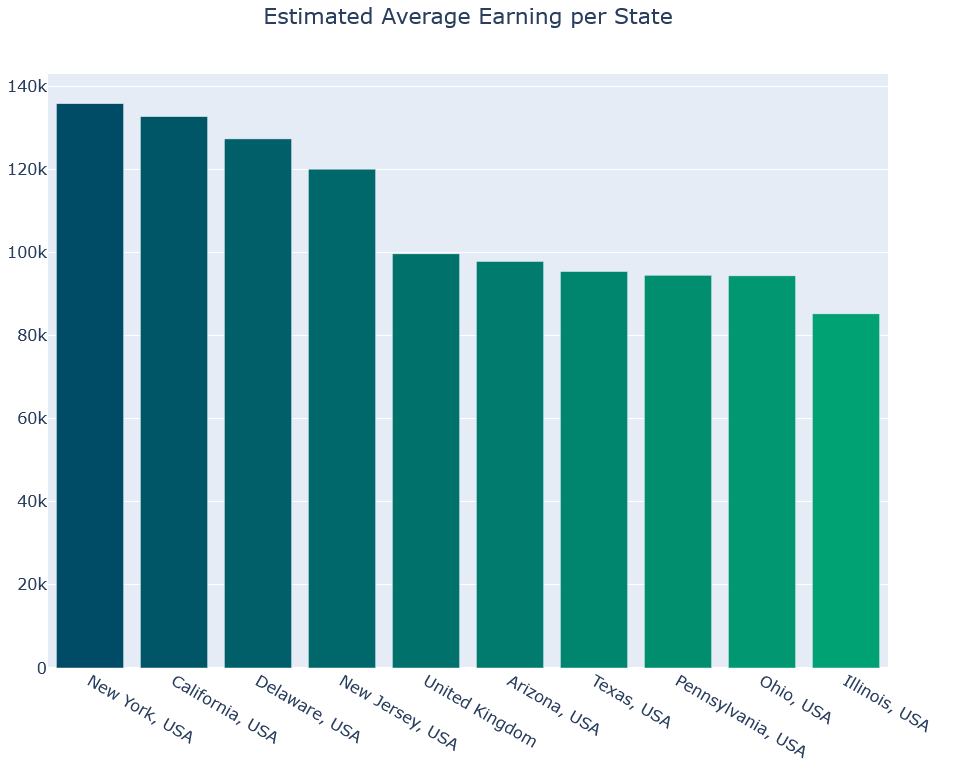 Estimated Average Earning per State
140k
120k
100k
80k
60k
40k
20k
0
New York, USA
California, USA
Delaware, USA
New Jersey, USA
United Kingdom
Arizona, USA
Texas, USA
Pennsylvania, USA
Ohio, USA
Illinois, USA